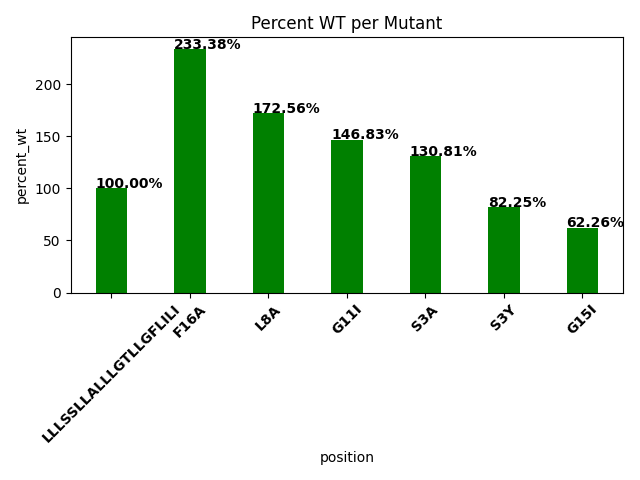 Percent WT per Mutant
percent_wt
200
150
100
50
0
100.00%
233.38%
172.56%
146.83%
130.81%
82.25%
62.26%
LLLSSLLALLLGTLLGFLILI
F16A
L8A
G11I
S3A
S3Y
G15I
position